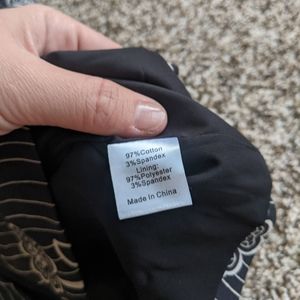 97%Cotton
3%Spandex
Lining:
97%Polyester
3%Spandex
Made in China